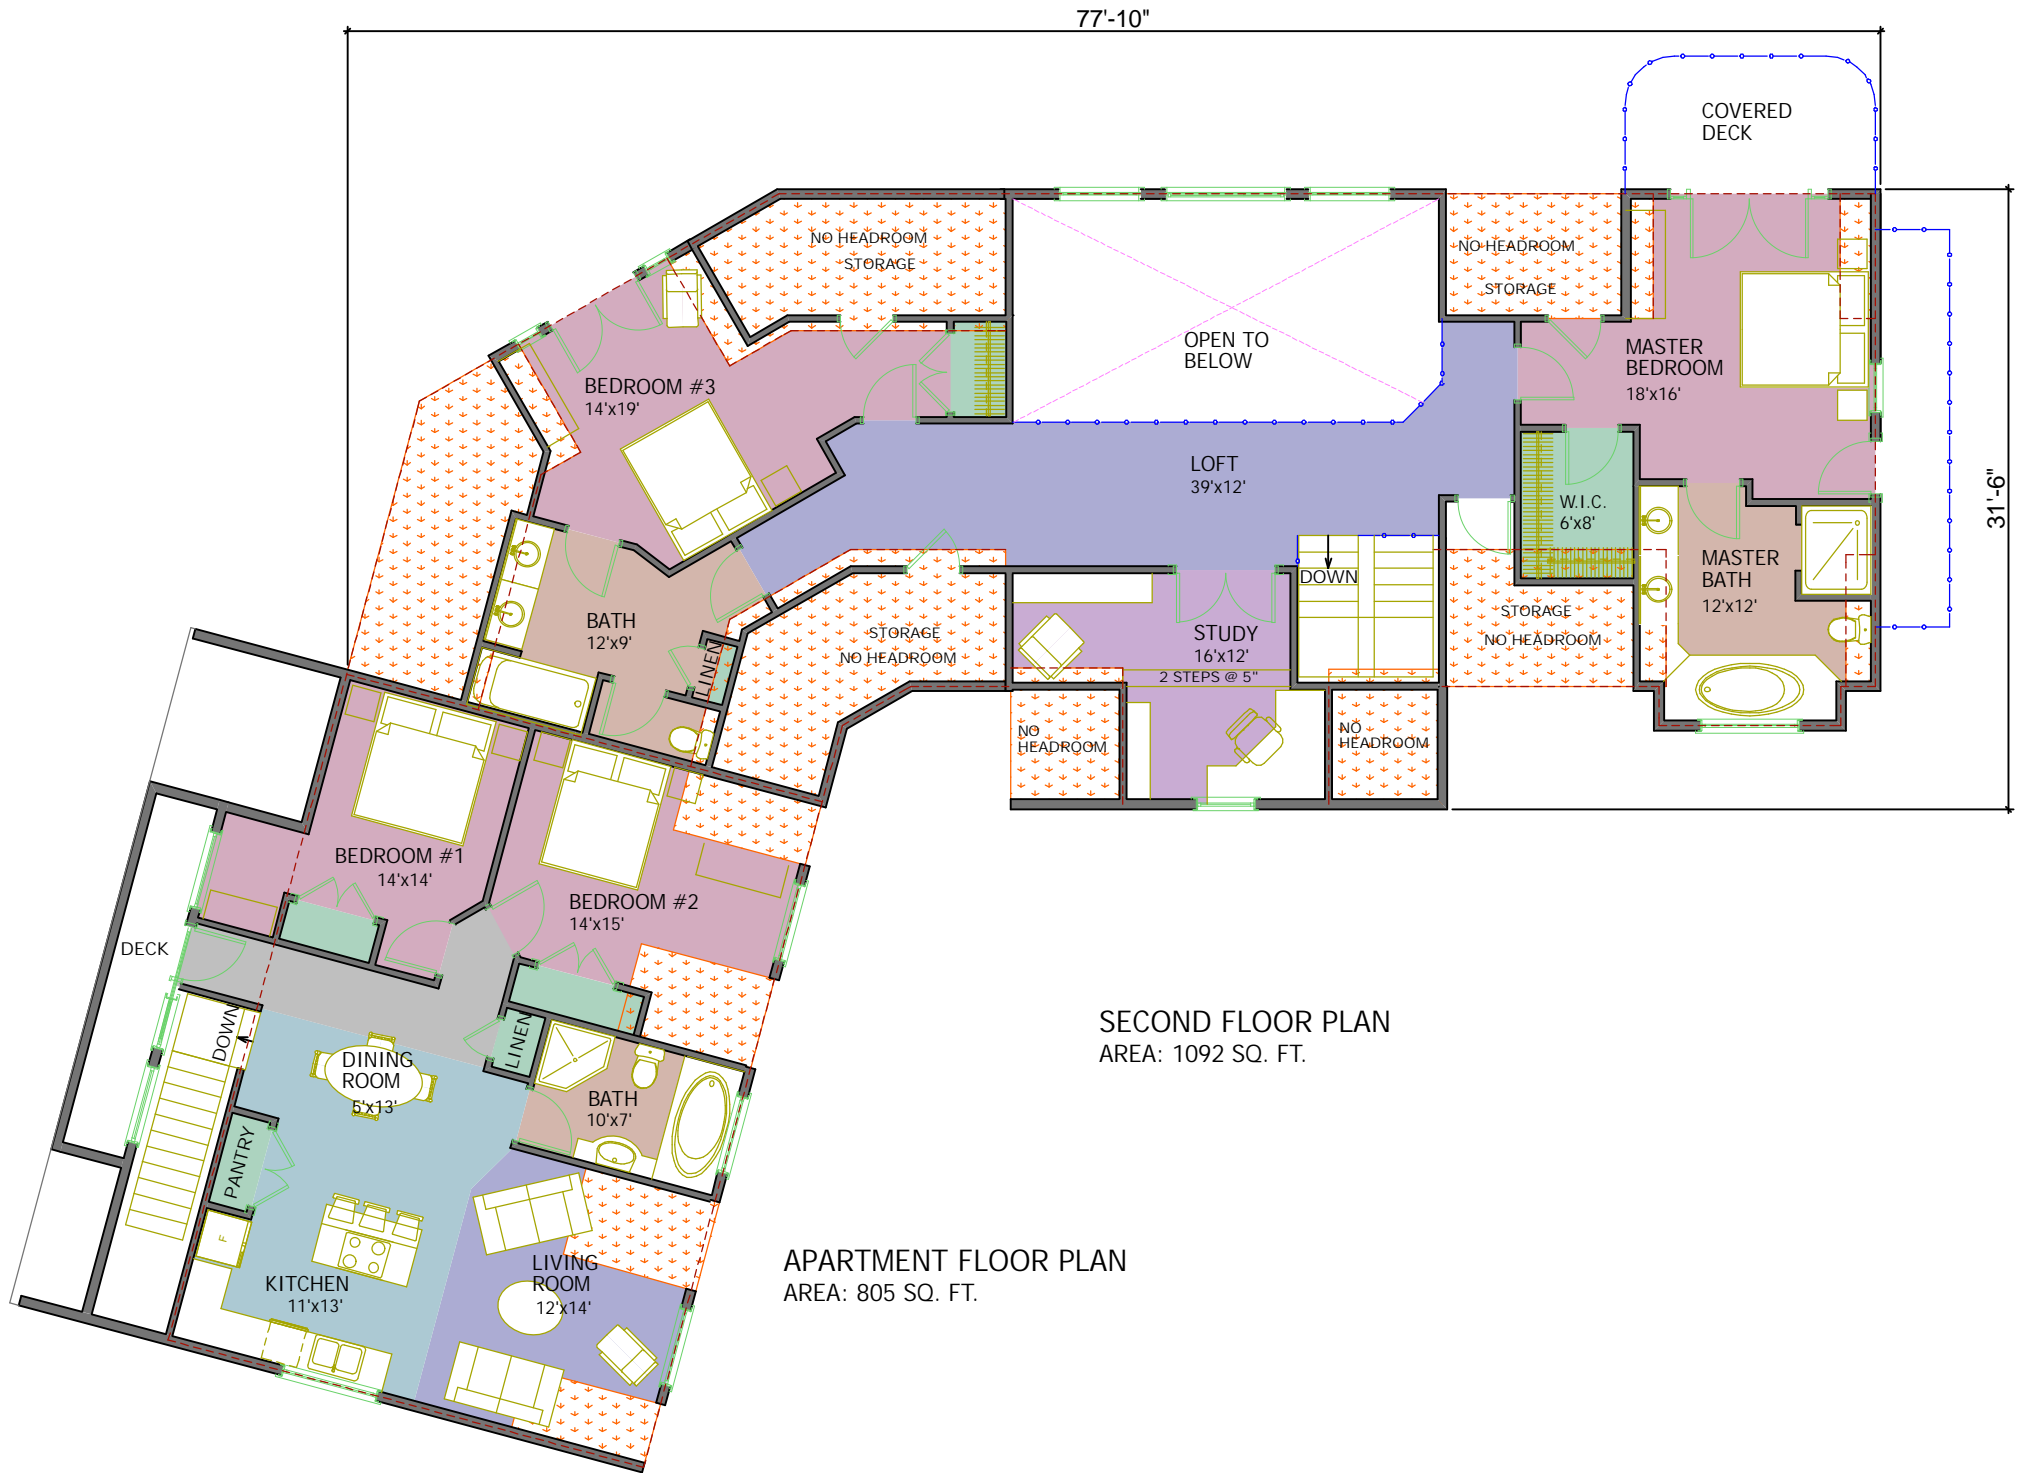 77'-10"
COVERED
DECK
NO HEADROOM
STORAGE
NO HEADROOM
STORAGE
OPEN TO
BELOW
MASTER
BEDROOM
18'x16'
BEDROOM #3
14'x19'
LOFT
39'x12'
W.I.C.
6'x8'
31'-6"
MASTER
BATH
12'x12'
DOWN
BATH
12'x9'
LINEN
STORAGE
NO HEADROOM
STUDY
16'x12'
2 STEPS @ 5"
STORAGE
NO HEADROOM
NO
HEADROOM
NO
HEADROOM
BEDROOM #1
14'x14'
BEDROOM #2
14'x15'
DECK
DOWN
LINEN
DINING
ROOM
5'x13'
BATH
10'x7'
PANTRY
F
KITCHEN
11'x13'
LIVING
ROOM
12'x14'
SECOND FLOOR PLAN
AREA: 1092 SQ. FT.
APARTMENT FLOOR PLAN
AREA: 805 SQ. FT.